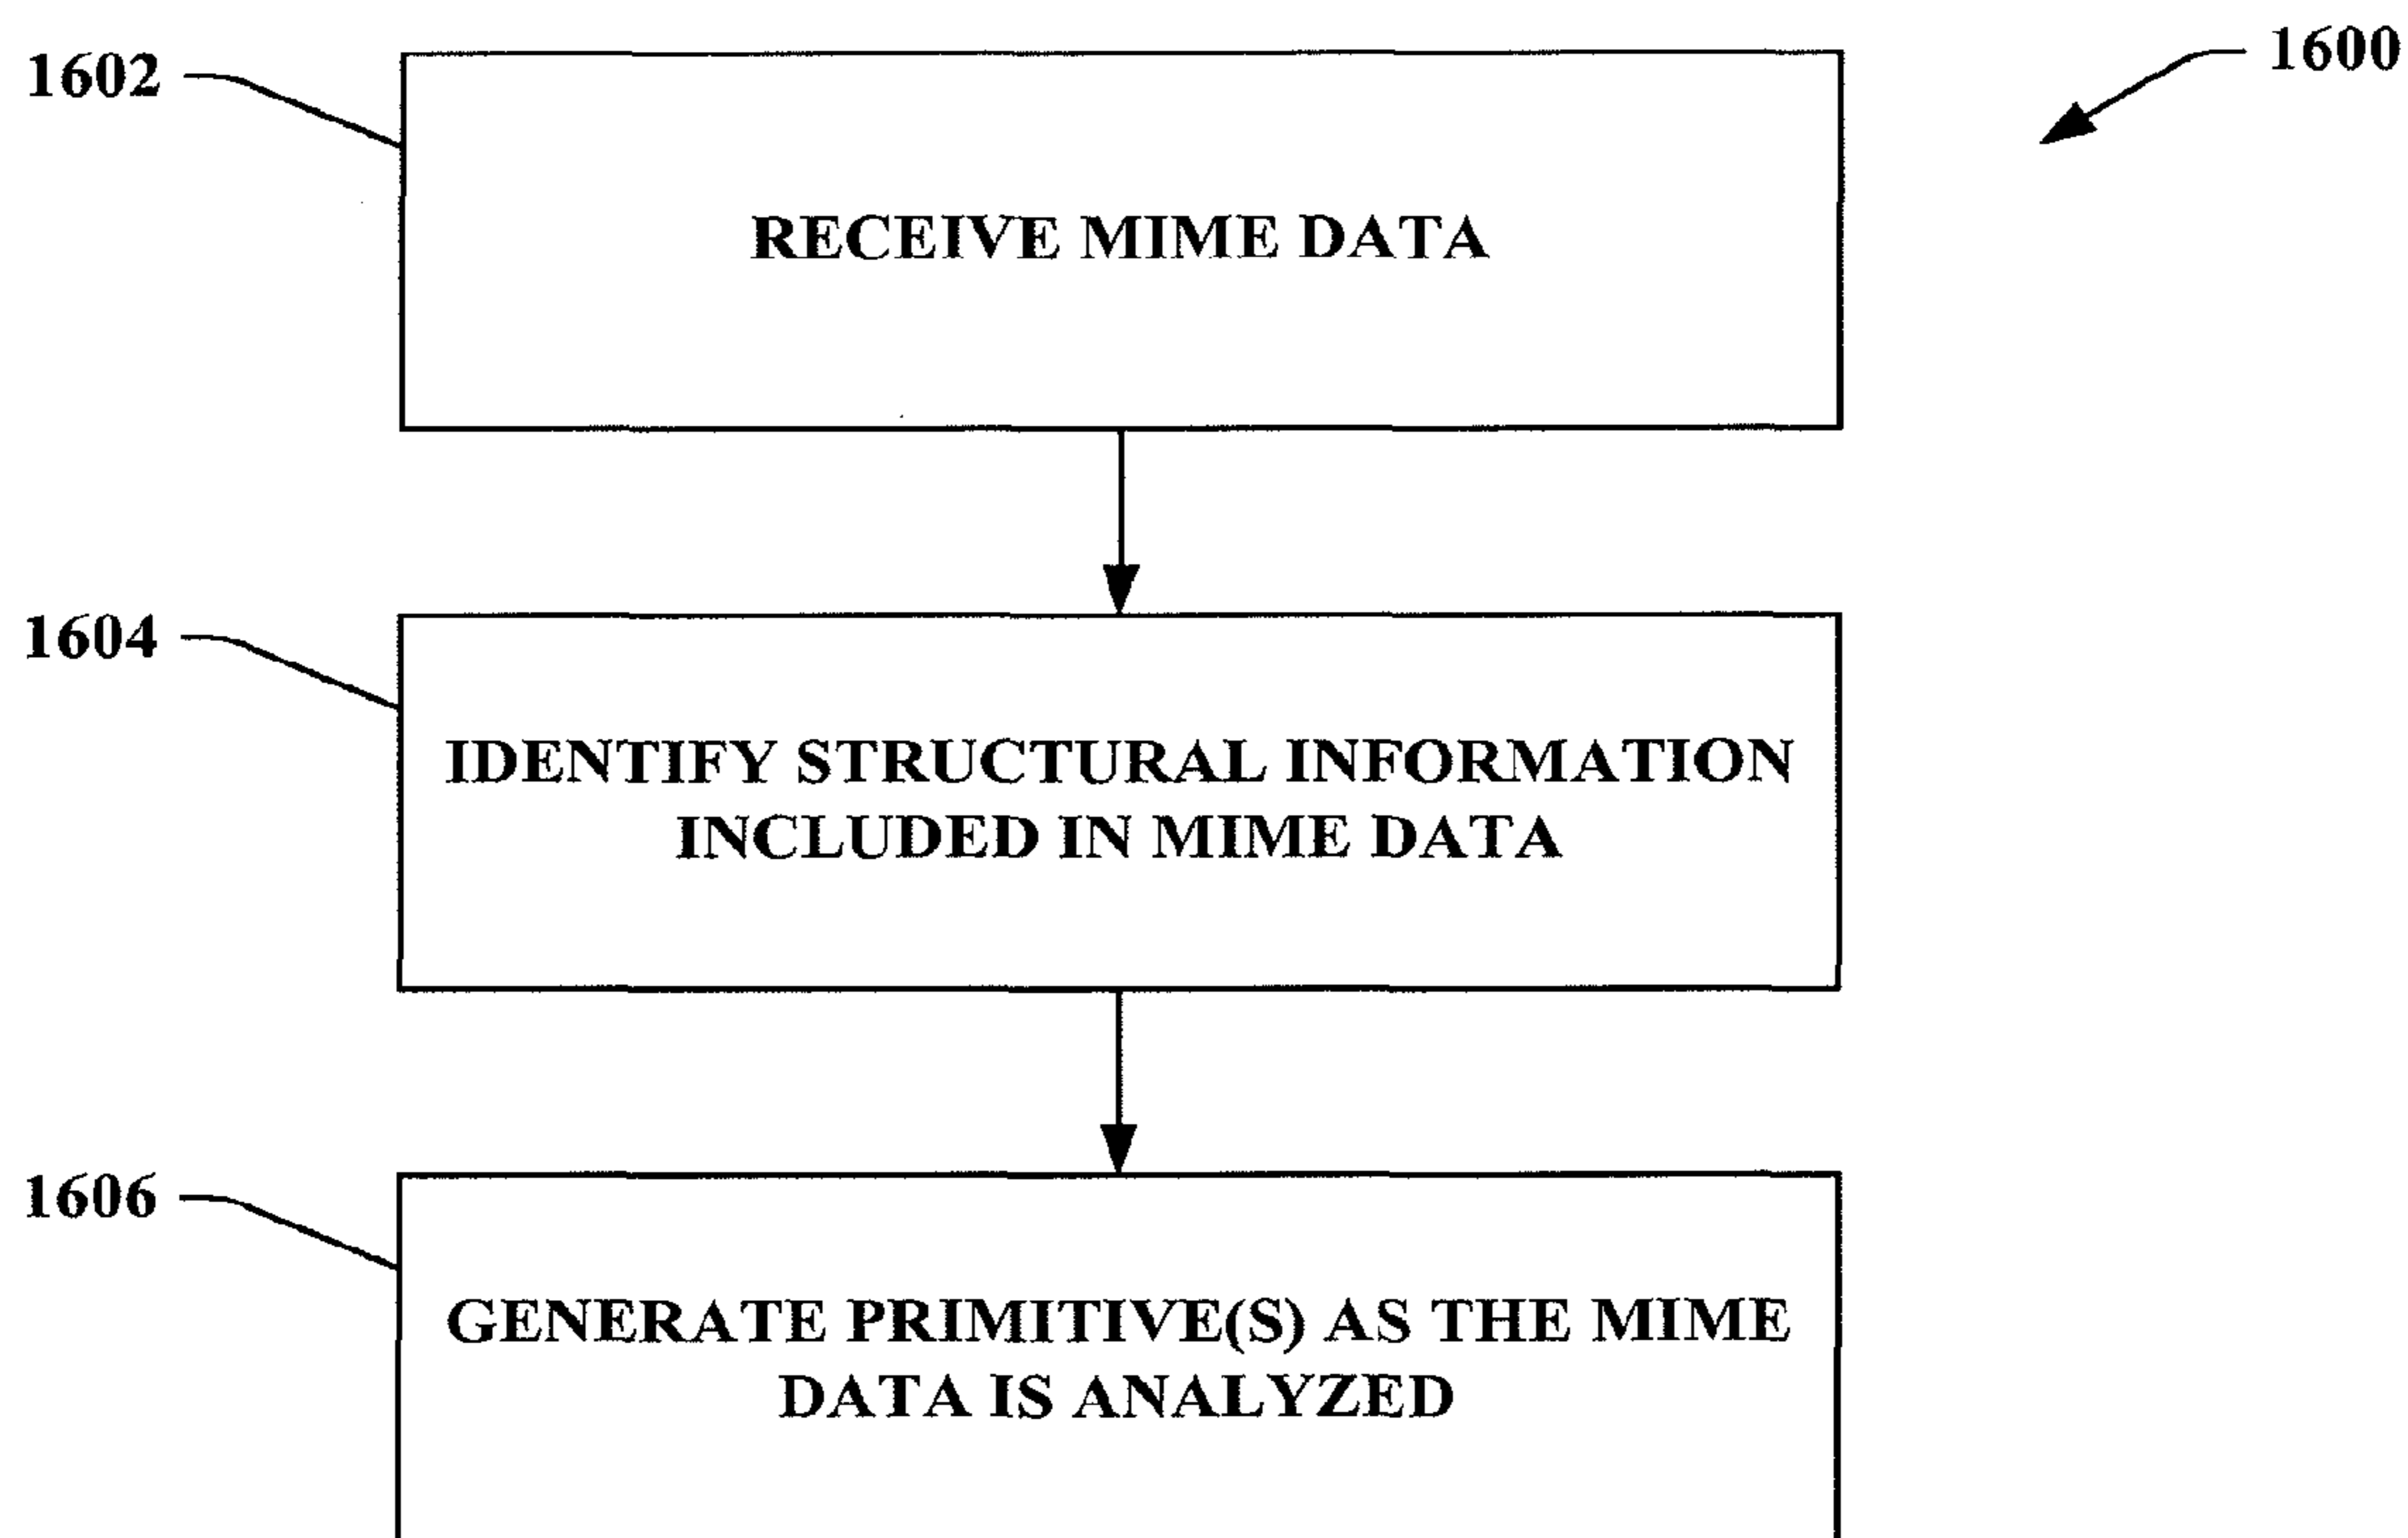 1600
1602
RECEIVE MIME DATA
1604
IDENTIFY STRUCTURAL INFORMATION
INCLUDED IN MIME DATA
1606
GENERATE PRIMITIVE(S) AS THE MIME
DATA IS ANALYZED